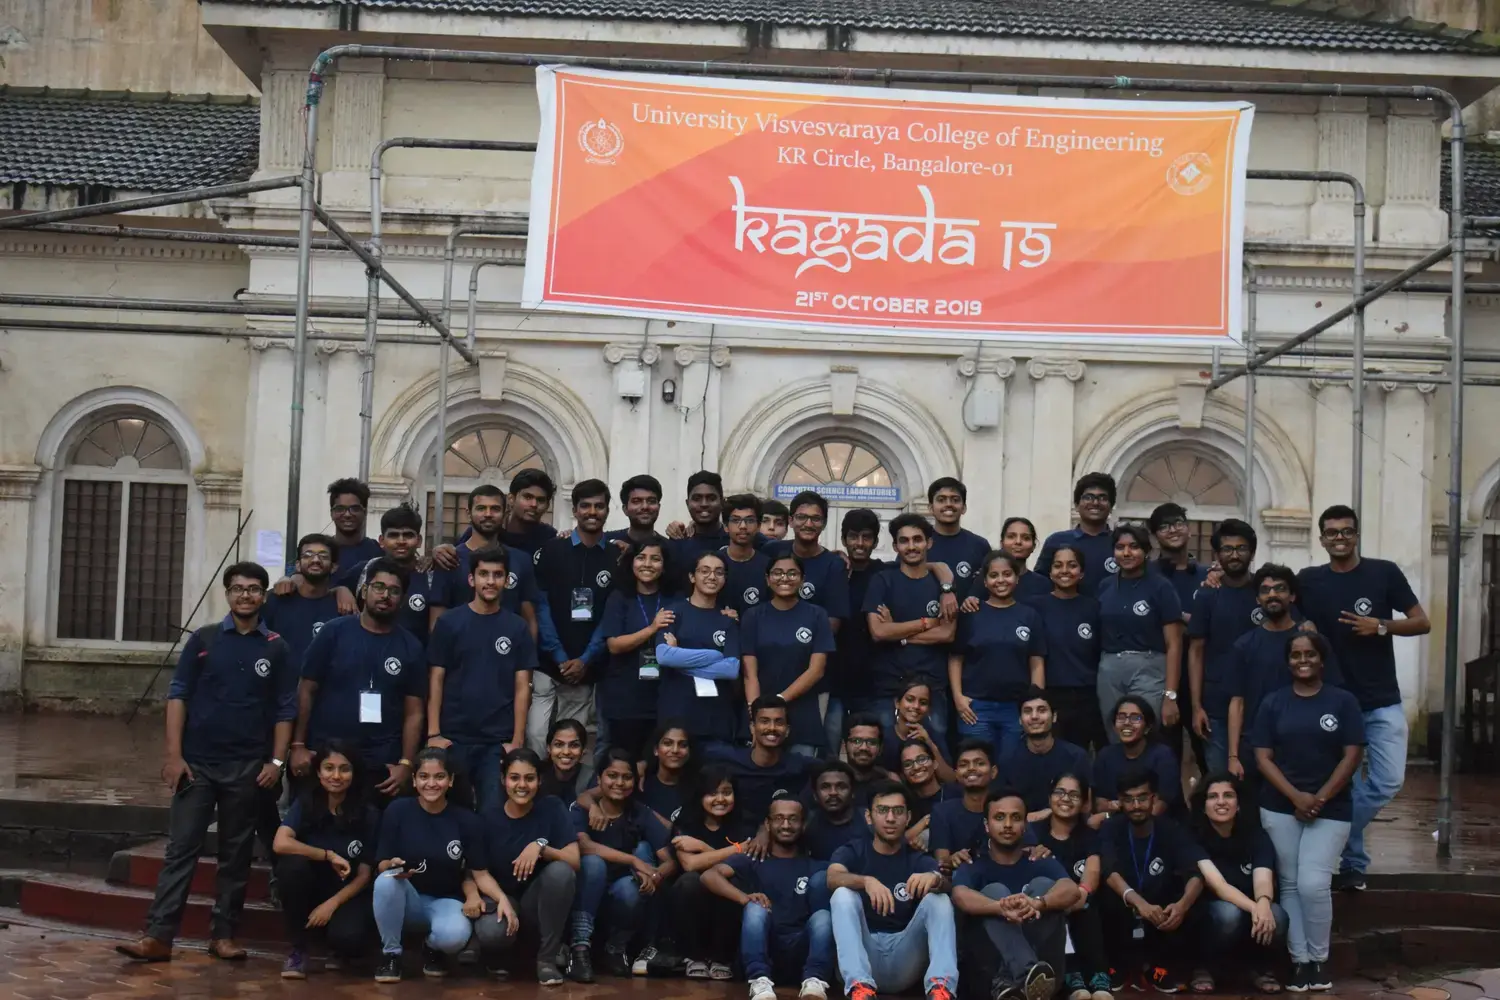 University Visvesvaraya College of Engineering
KR Circle, Bangalore-01
kagada 19
21ST OCTOBER 2019
COMPUTER SCIENCE LABORATORIES